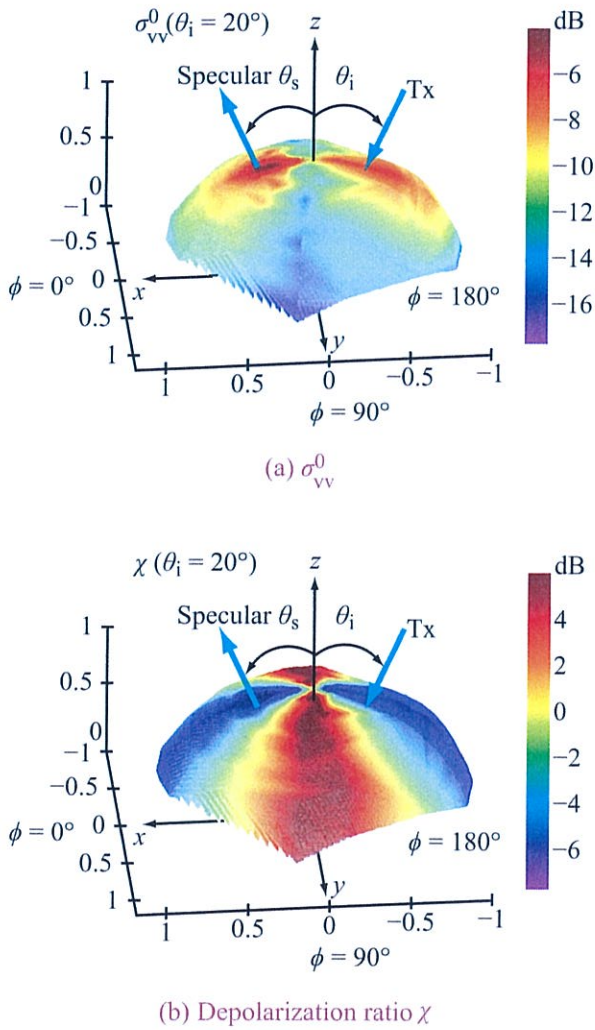 σ⁰vv(θi = 20°)
z
dB
Specular θs
θi
Tx
1
0.5
0
−1
−0.5
0
0.5
1
ϕ = 0°
x
ϕ = 180°
y
1
0.5
0
−0.5
−1
ϕ = 90°
−6
−8
−10
−12
−14
−16
(a) σ⁰vv
χ (θi = 20°)
z
dB
Specular θs
θi
Tx
1
0.5
0
−1
−0.5
0
0.5
1
ϕ = 0°
x
ϕ = 180°
y
1
0.5
0
−0.5
−1
ϕ = 90°
4
2
0
−2
−4
−6
(b) Depolarization ratio χ